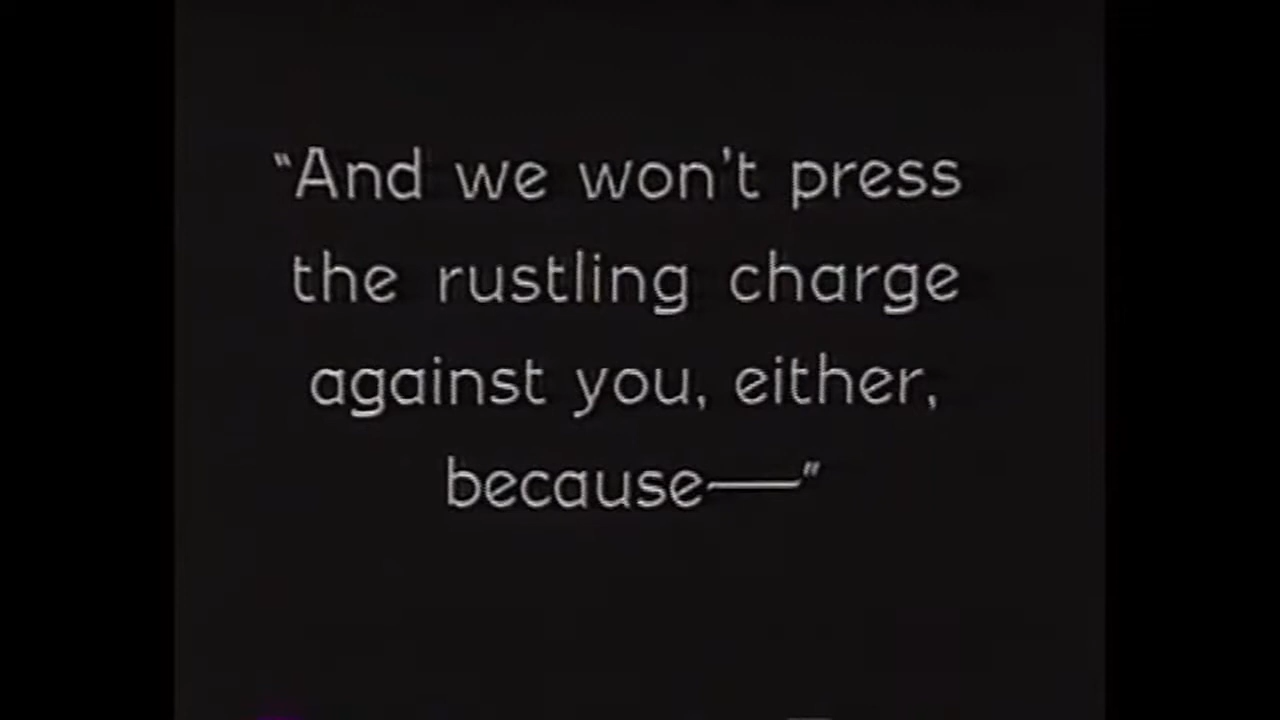 “And we won't press
the rustling charge
against you, either,
because—”